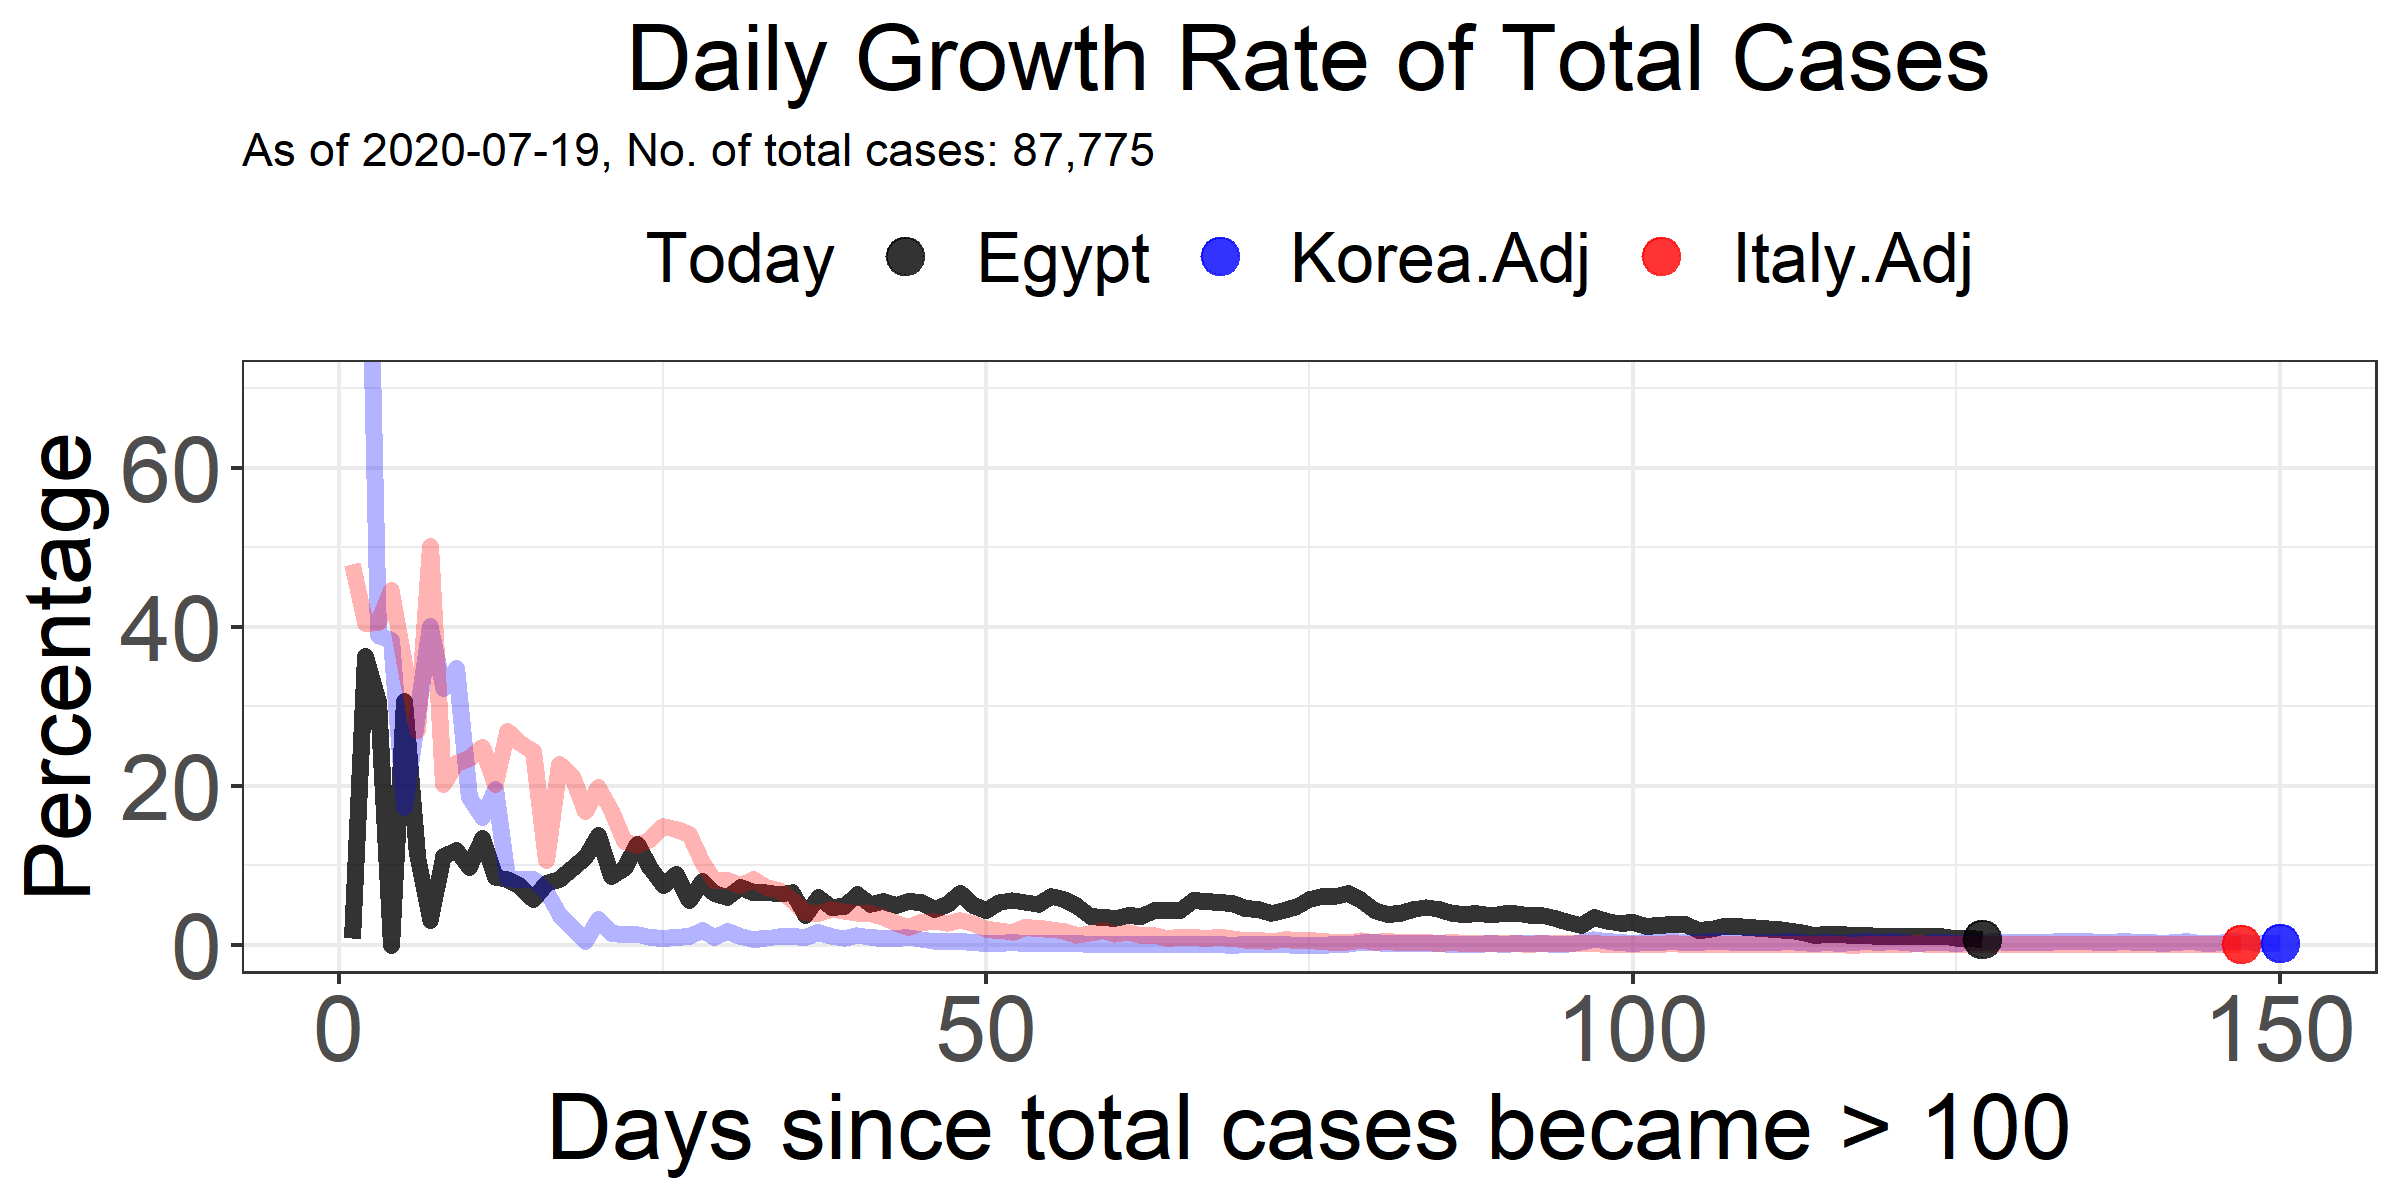 Daily Growth Rate of Total Cases
As of 2020-07-19, No. of total cases: 87,775
Today Egypt Korea.Adj Italy.Adj
Percentage
60
40
20
0
0 50 100 150
Days since total cases became > 100